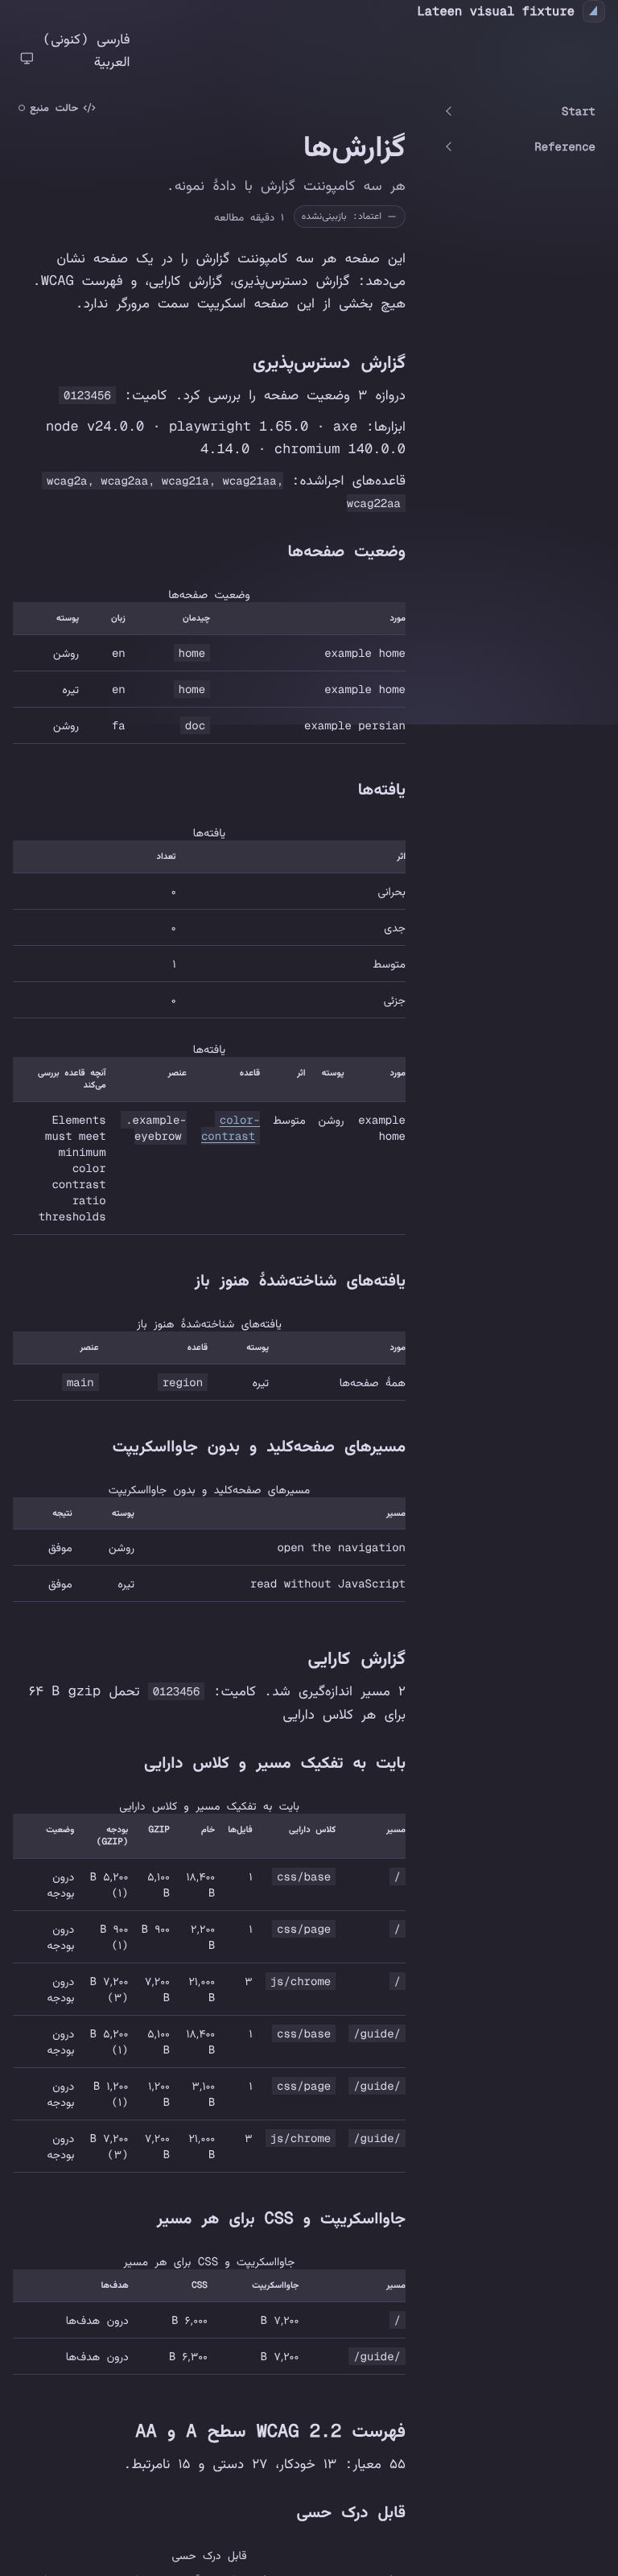 Lateen visual fixture
فارسی (کنونی)
العربية
Start
Reference
حالت منبع
گزارش‌ها
هر سه کامپوننت گزارش با دادهٔ نمونه.
— اعتماد: بازبینی‌نشده
۱ دقیقه مطالعه
این صفحه هر سه کامپوننت گزارش را در یک صفحه نشان
می‌دهد: گزارش دسترس‌پذیری، گزارش کارایی، و فهرست WCAG.
هیچ بخشی از این صفحه اسکریپت سمت مرورگر ندارد.
گزارش دسترس‌پذیری
دروازه ۳ وضعیت صفحه را بررسی کرد. کامیت: 0123456
ابزارها: node v24.0.0 · playwright 1.65.0 · axe
4.14.0 · chromium 140.0.0
قاعده‌های اجراشده: wcag2a, wcag2aa, wcag21a, wcag21aa,
wcag22aa
وضعیت صفحه‌ها
وضعیت صفحه‌ها
مورد چیدمان زبان پوسته
example home home en روشن
example home home en تیره
example persian doc fa روشن
یافته‌ها
یافته‌ها
اثر تعداد
بحرانی ۰
جدی ۰
متوسط ۱
جزئی ۰
یافته‌ها
مورد پوسته اثر قاعده عنصر آنچه قاعده بررسی
می‌کند
example روشن متوسط color- .example- Elements
home contrast eyebrow must meet
minimum
color
contrast
ratio
thresholds
یافته‌های شناخته‌شدهٔ هنوز باز
یافته‌های شناخته‌شدهٔ هنوز باز
مورد پوسته قاعده عنصر
همهٔ صفحه‌ها تیره region main
مسیرهای صفحه‌کلید و بدون جاوااسکریپت
مسیرهای صفحه‌کلید و بدون جاوااسکریپت
مسیر پوسته نتیجه
open the navigation روشن موفق
read without JavaScript تیره موفق
گزارش کارایی
۲ مسیر اندازه‌گیری شد. کامیت: 0123456 تحمل ۶۴ B gzip
برای هر کلاس دارایی
بایت به تفکیک مسیر و کلاس دارایی
بایت به تفکیک مسیر و کلاس دارایی
مسیر کلاس دارایی فایل‌ها خام GZIP بودجه وضعیت
(GZIP)
/ css/base ۱ ۱۸٬۴۰۰ ۵٬۱۰۰ ۵٬۲۰۰ B درون
B B (۱) بودجه
/ css/page ۱ ۲٬۲۰۰ ۹۰۰ B ۹۰۰ B درون
B (۱) بودجه
/ js/chrome ۳ ۲۱٬۰۰۰ ۷٬۲۰۰ ۷٬۲۰۰ B درون
B B (۳) بودجه
/guide/ css/base ۱ ۱۸٬۴۰۰ ۵٬۱۰۰ ۵٬۲۰۰ B درون
B B (۱) بودجه
/guide/ css/page ۱ ۳٬۱۰۰ ۱٬۲۰۰ ۱٬۲۰۰ B درون
B B (۱) بودجه
/guide/ js/chrome ۳ ۲۱٬۰۰۰ ۷٬۲۰۰ ۷٬۲۰۰ B درون
B B (۳) بودجه
جاوااسکریپت و CSS برای هر مسیر
جاوااسکریپت و CSS برای هر مسیر
مسیر جاوااسکریپت CSS هدف‌ها
/ ۷٬۲۰۰ B ۶٬۰۰۰ B درون هدف‌ها
/guide/ ۷٬۲۰۰ B ۶٬۳۰۰ B درون هدف‌ها
فهرست WCAG 2.2 سطح A و AA
۵۵ معیار: ۱۳ خودکار، ۲۷ دستی و ۱۵ نامرتبط.
قابل درک حسی
قابل درک حسی